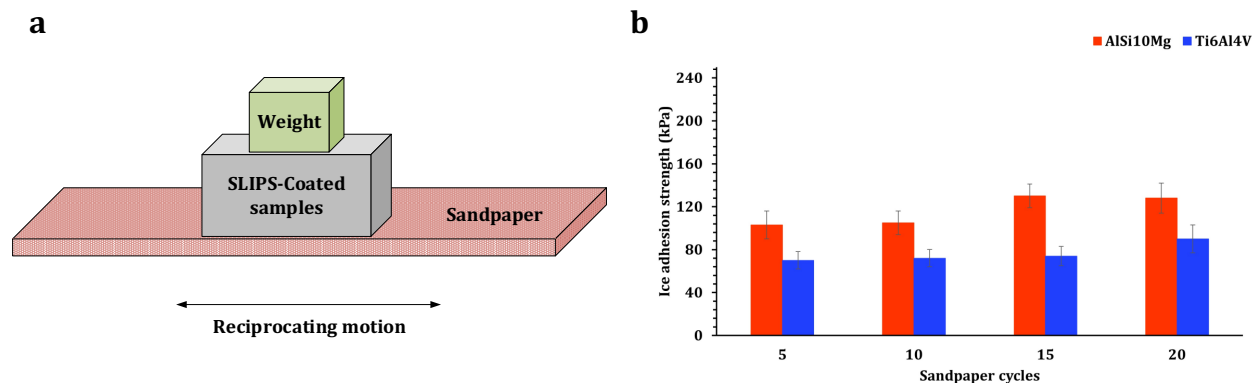 a
Weight
SLIPS-Coated
samples
Sandpaper
Reciprocating motion
b
AlSi10Mg
Ti6Al4V
Ice adhesion strength (kPa)
240
200
160
120
80
40
0
5
10
15
20
Sandpaper cycles